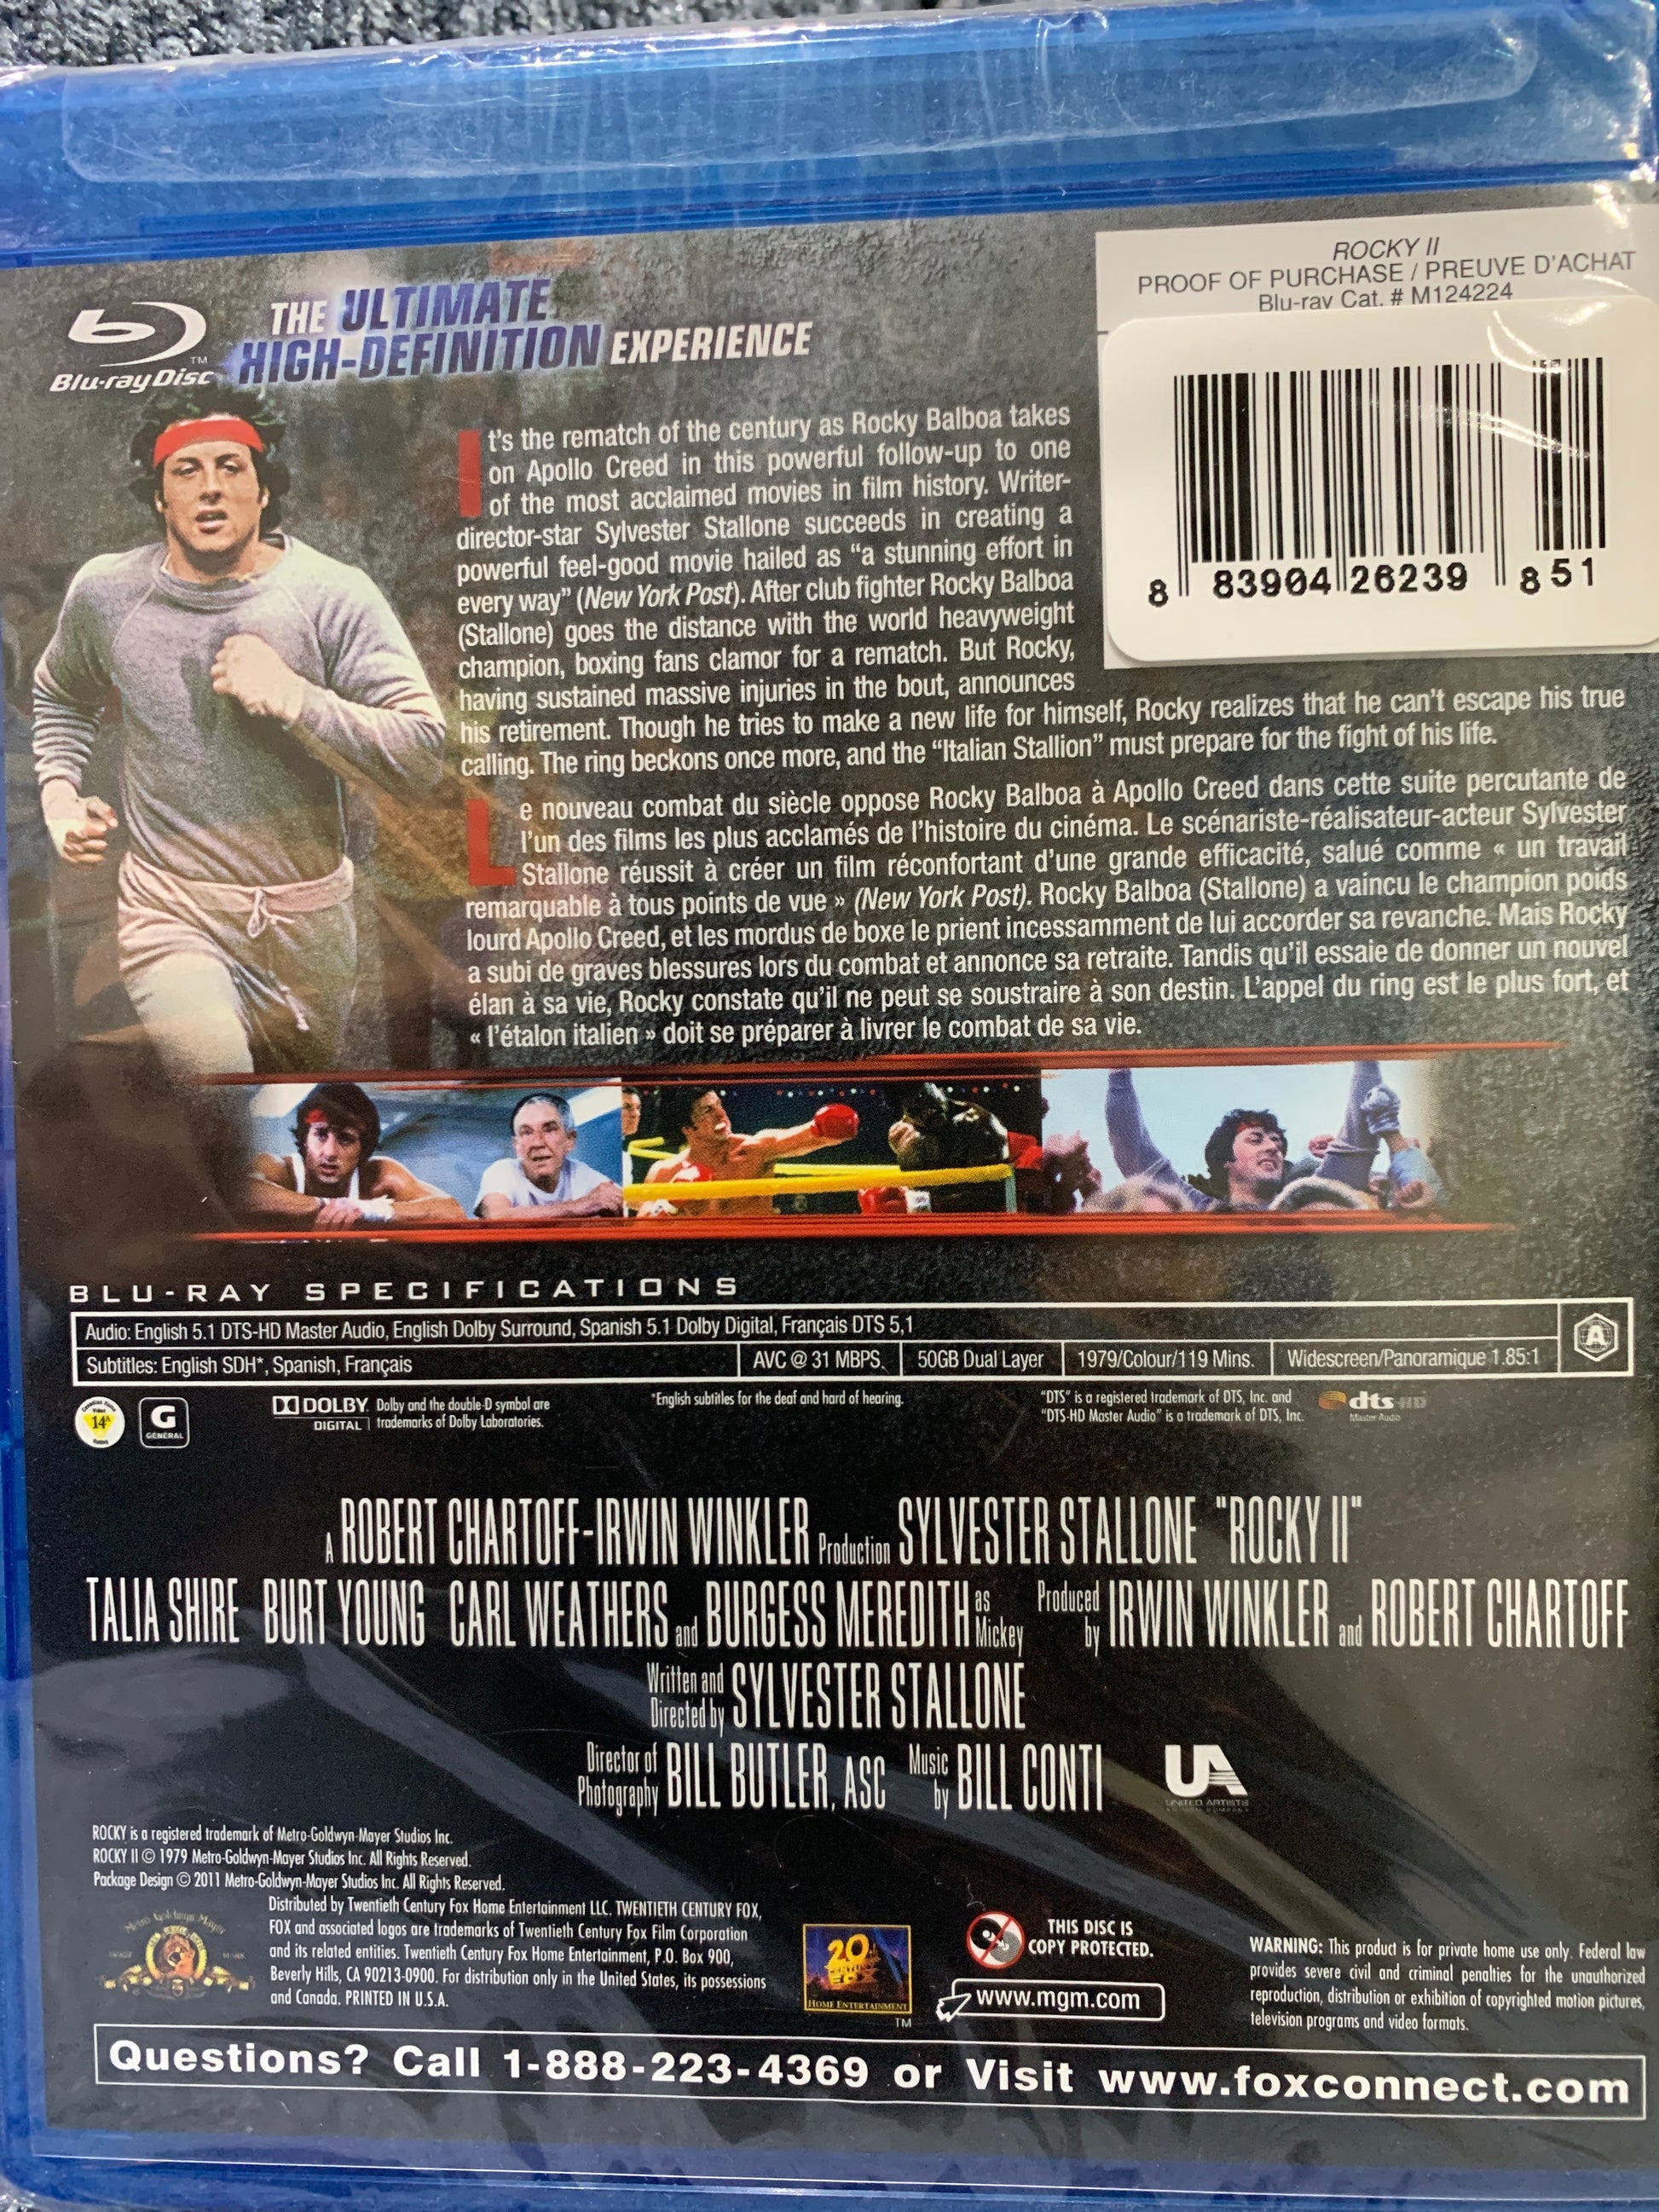 ROCKY II
PROOF OF PURCHASE / PREUVE D'ACHAT
Blu-ray Cat. # M124224
8 83904 26239 851
Blu-ray Disc™
THE ULTIMATE
HIGH-DEFINITION EXPERIENCE
It's the rematch of the century as Rocky Balboa takes
on Apollo Creed in this powerful follow-up to one
of the most acclaimed movies in film history. Writer-
director-star Sylvester Stallone succeeds in creating a
powerful feel-good movie hailed as “a stunning effort in
every way” (New York Post). After club fighter Rocky Balboa
(Stallone) goes the distance with the world heavyweight
champion, boxing fans clamor for a rematch. But Rocky,
having sustained massive injuries in the bout, announces
his retirement. Though he tries to make a new life for himself, Rocky realizes that he can't escape his true
calling. The ring beckons once more, and the “Italian Stallion” must prepare for the fight of his life.
Le nouveau combat du siècle oppose Rocky Balboa à Apollo Creed dans cette suite percutante de
l'un des films les plus acclamés de l'histoire du cinéma. Le scénariste-réalisateur-acteur Sylvester
Stallone réussit à créer un film réconfortant d'une grande efficacité, salué comme « un travail
remarquable à tous points de vue » (New York Post). Rocky Balboa (Stallone) a vaincu le champion poids
lourd Apollo Creed, et les mordus de boxe le prient incessamment de lui accorder sa revanche. Mais Rocky
a subi de graves blessures lors du combat et annonce sa retraite. Tandis qu'il essaie de donner un nouvel
élan à sa vie, Rocky constate qu'il ne peut se soustraire à son destin. L'appel du ring est le plus fort, et
« l'étalon italien » doit se préparer à livrer le combat de sa vie.
BLU-RAY SPECIFICATIONS
Audio: English 5.1 DTS-HD Master Audio, English Dolby Surround, Spanish 5.1 Dolby Digital, Français DTS 5,1
A
Subtitles: English SDH*, Spanish, Français
AVC @ 31 MBPS.
50GB Dual Layer
1979/Colour/119 Mins.
Widescreen/Panoramique 1.85:1
14A
G
GENERAL
DOLBY
DIGITAL
Dolby and the double-D symbol are
trademarks of Dolby Laboratories.
*English subtitles for the deaf and hard of hearing.
“DTS” is a registered trademark of DTS, Inc. and
“DTS-HD Master Audio” is a trademark of DTS, Inc.
dts-HD
Master Audio
A ROBERT CHARTOFF-IRWIN WINKLER Production SYLVESTER STALLONE "ROCKY II"
TALIA SHIRE BURT YOUNG CARL WEATHERS and BURGESS MEREDITH as Mickey Produced by IRWIN WINKLER and ROBERT CHARTOFF
Written and Directed by SYLVESTER STALLONE
Director of Photography BILL BUTLER, ASC Music by BILL CONTI
UA
UNITED ARTISTS
ROCKY is a registered trademark of Metro-Goldwyn-Mayer Studios Inc.
ROCKY II © 1979 Metro-Goldwyn-Mayer Studios Inc. All Rights Reserved.
Package Design © 2011 Metro-Goldwyn-Mayer Studios Inc. All Rights Reserved.
Metro Goldwyn Mayer
TRADE MARK
Distributed by Twentieth Century Fox Home Entertainment LLC. TWENTIETH CENTURY FOX,
FOX and associated logos are trademarks of Twentieth Century Fox Film Corporation
and its related entities. Twentieth Century Fox Home Entertainment, P.O. Box 900,
Beverly Hills, CA 90213-0900. For distribution only in the United States, its possessions
and Canada. PRINTED IN U.S.A.
20th
CENTURY
FOX
HOME ENTERTAINMENT
TM
THIS DISC IS
COPY PROTECTED.
www.mgm.com
WARNING: This product is for private home use only. Federal law
provides severe civil and criminal penalties for the unauthorized
reproduction, distribution or exhibition of copyrighted motion pictures,
television programs and video formats.
Questions? Call 1-888-223-4369 or Visit www.foxconnect.com